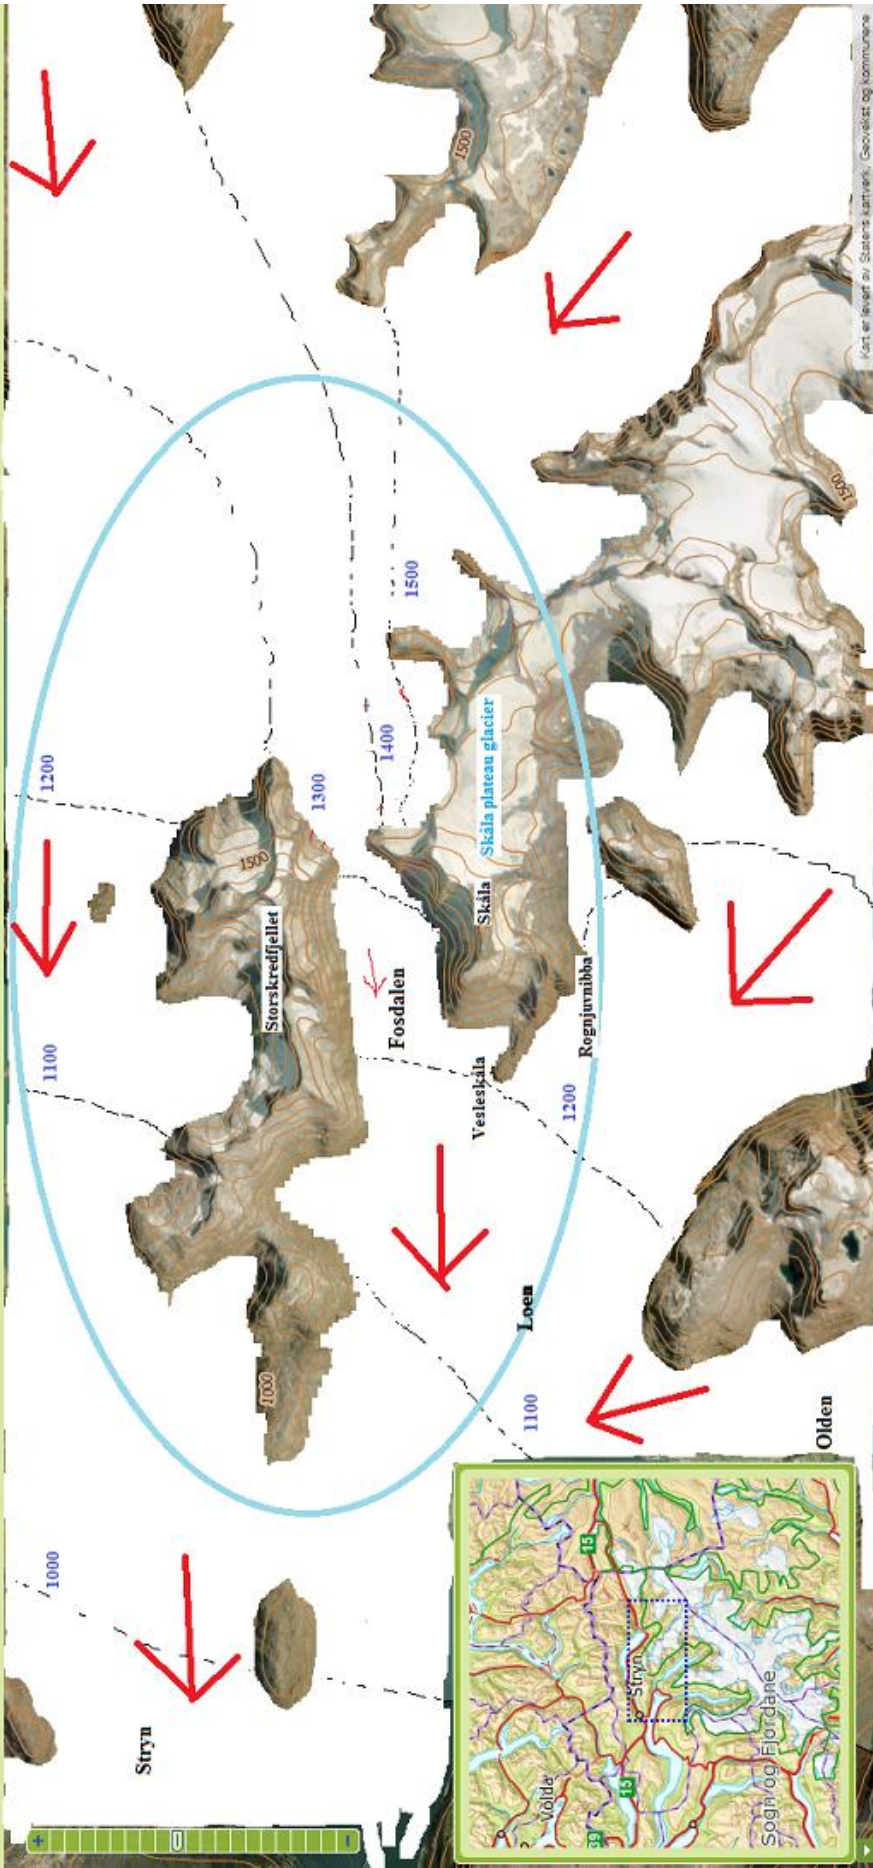 +
−
1000
1100
1200
Stryn
1000
Storskredfjellet
1500
1300
Fosdalen
1400
1500
1500
Vesleskåla
Skåla
Skåla plateau glacier
1100
Loen
1200
Rognjuvnibba
1500
Olden
Volda
15
Stryn
15
39
Sogn og Fjordane
Kart er levert av Statens kartverk, Geovekst og kommunene